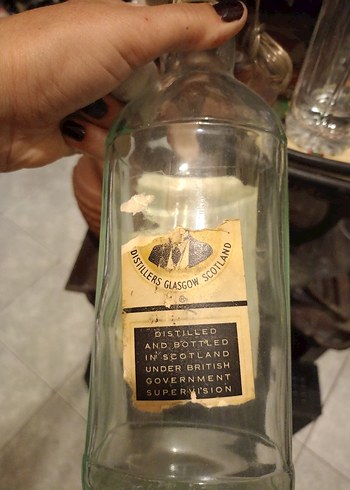 DISTILLERS GLASGOW SCOTLAND
DISTILLED
AND BOTTLED
IN SCOTLAND
UNDER BRITISH
GOVERNMENT
SUPERVISION